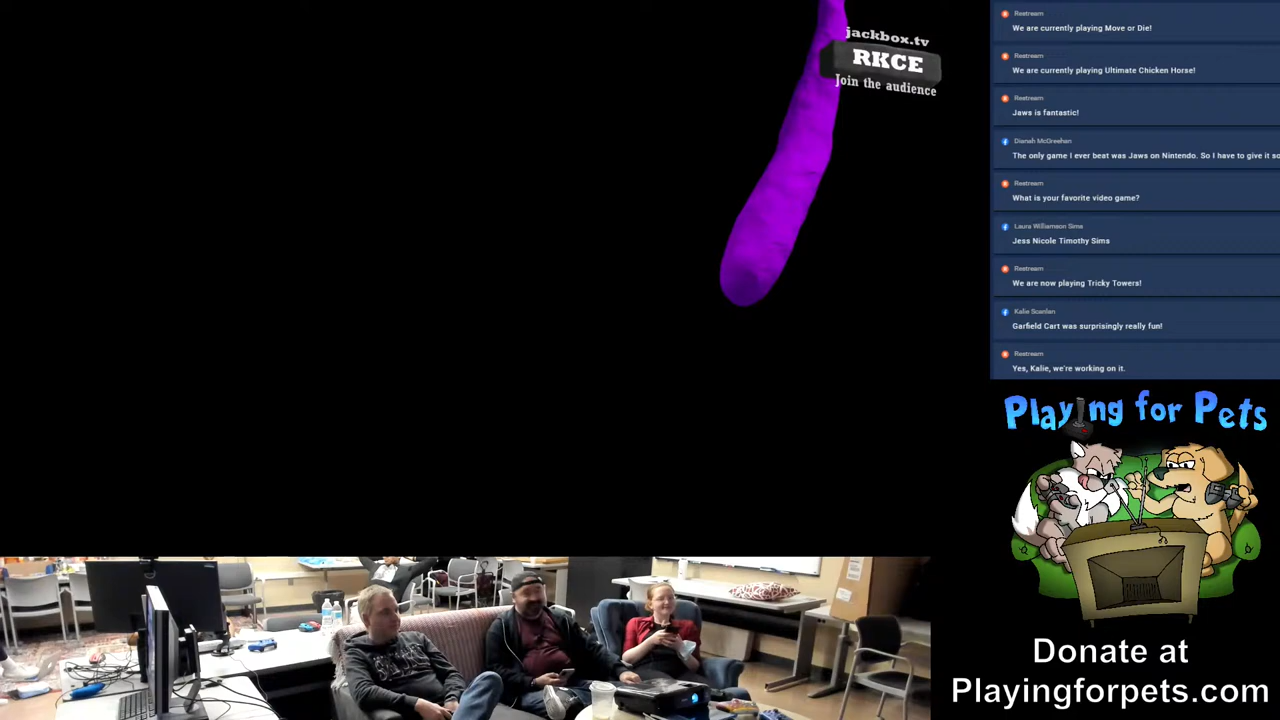 jackbox.tv
RKCE
Join the audience
Restream
We are currently playing Move or Die!
Restream
We are currently playing Ultimate Chicken Horse!
Restream
Jaws is fantastic!
Dianah McGreehan
The only game I ever beat was Jaws on Nintendo. So I have to give it so
Restream
What is your favorite video game?
Laura Williamson Sims
Jess Nicole Timothy Sims
Restream
We are now playing Tricky Towers!
Kalie Scanlan
Garfield Cart was surprisingly really fun!
Restream
Yes, Kalie, we're working on it.
Playing for Pets
Donate at
Playingforpets.com